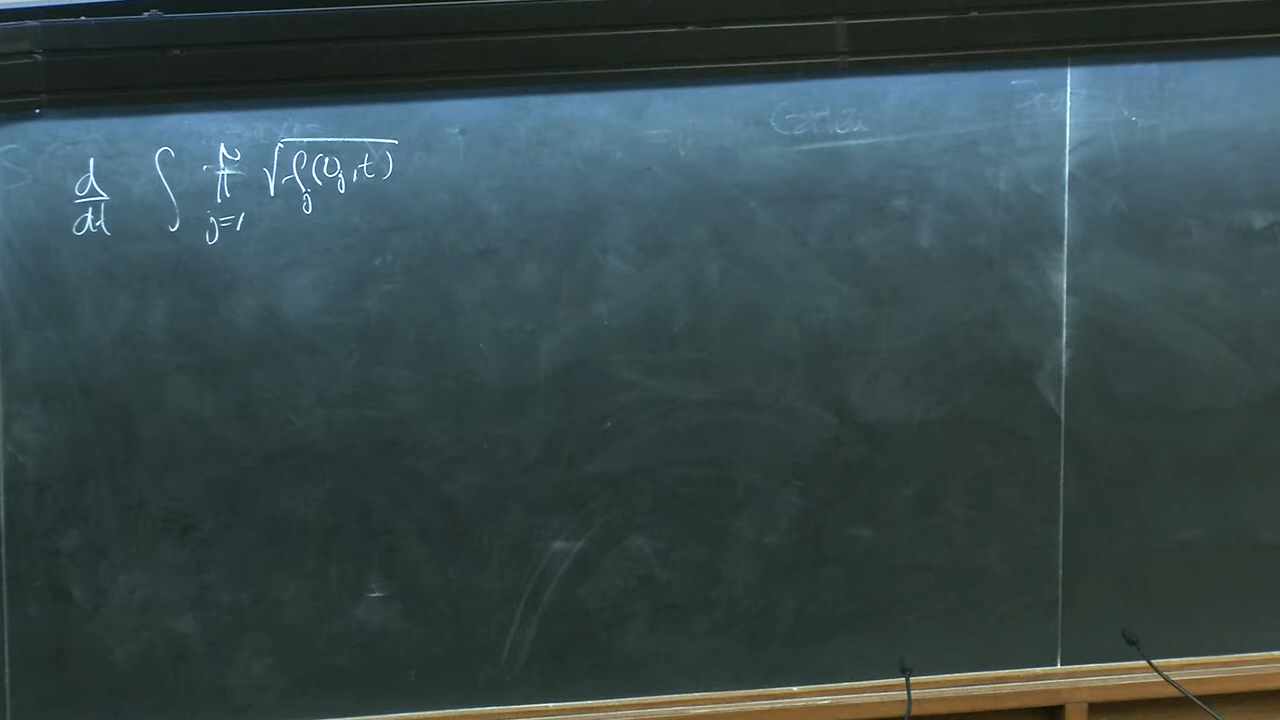 d/dt ∫ ∏_{j=1}^{n} √(ρ_j(v_j,t))